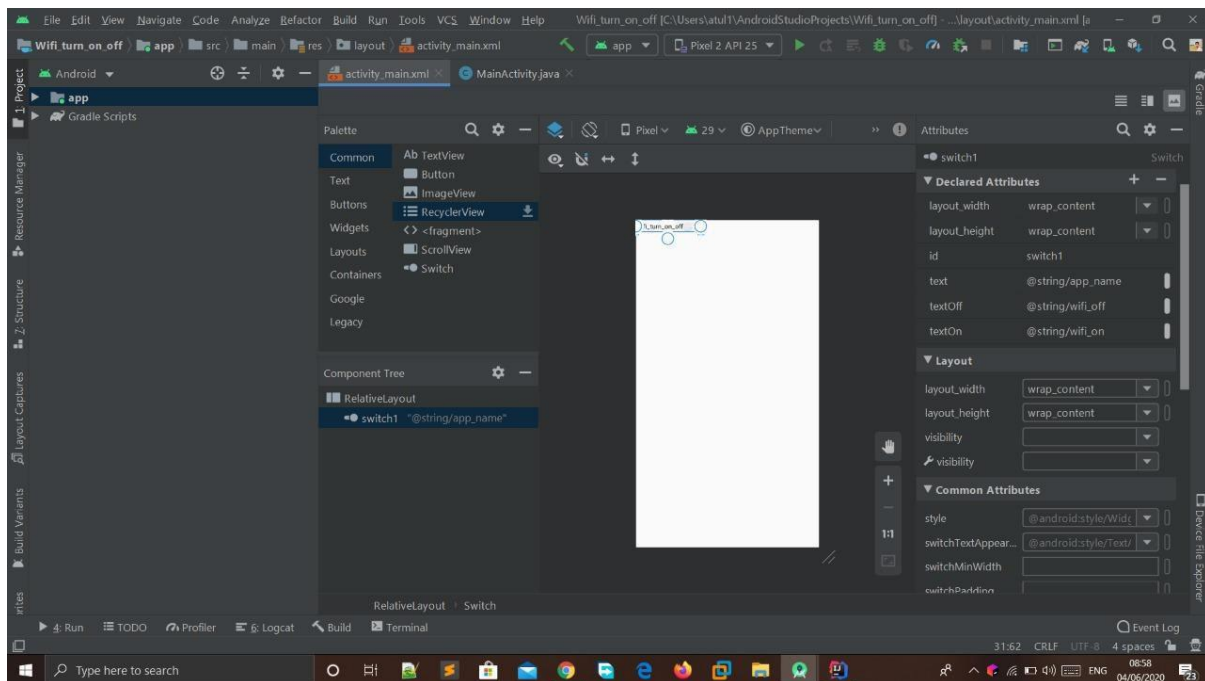 File Edit View Navigate Code Analyze Refactor Build Run Tools VCS Window Help Wifi_turn_on_off [C:\Users\atul1\AndroidStudioProjects\Wifi_turn_on_off] - ...\layout\activity_main.xml [a
Wifi_turn_on_off app src main res layout activity_main.xml app Pixel 2 API 25
1: Project
Android
activity_main.xml
MainActivity.java
Gradle
app
Gradle Scripts
Resource Manager
Z: Structure
Layout Captures
Build Variants
rites
Palette
Common
Text
Buttons
Widgets
Layouts
Containers
Google
Legacy
Ab TextView
Button
ImageView
RecyclerView
<> <fragment>
ScrollView
Switch
Component Tree
RelativeLayout
switch1 "@string/app_name"
Pixel 29 AppTheme >>
fi_turn_on_off
1:1
Attributes
switch1 Switch
Declared Attributes
layout_width wrap_content
layout_height wrap_content
id switch1
text @string/app_name
textOff @string/wifi_off
textOn @string/wifi_on
Layout
layout_width wrap_content
layout_height wrap_content
visibility
visibility
Common Attributes
style @android:style/Widg
switchTextAppear... @android:style/Text/
switchMinWidth
switchPadding
Device File Explorer
RelativeLayout Switch
4: Run TODO Profiler 6: Logcat Build Terminal Event Log
31:62 CRLF UTF-8 4 spaces
Type here to search
ENG
08:58
04/06/2020
23